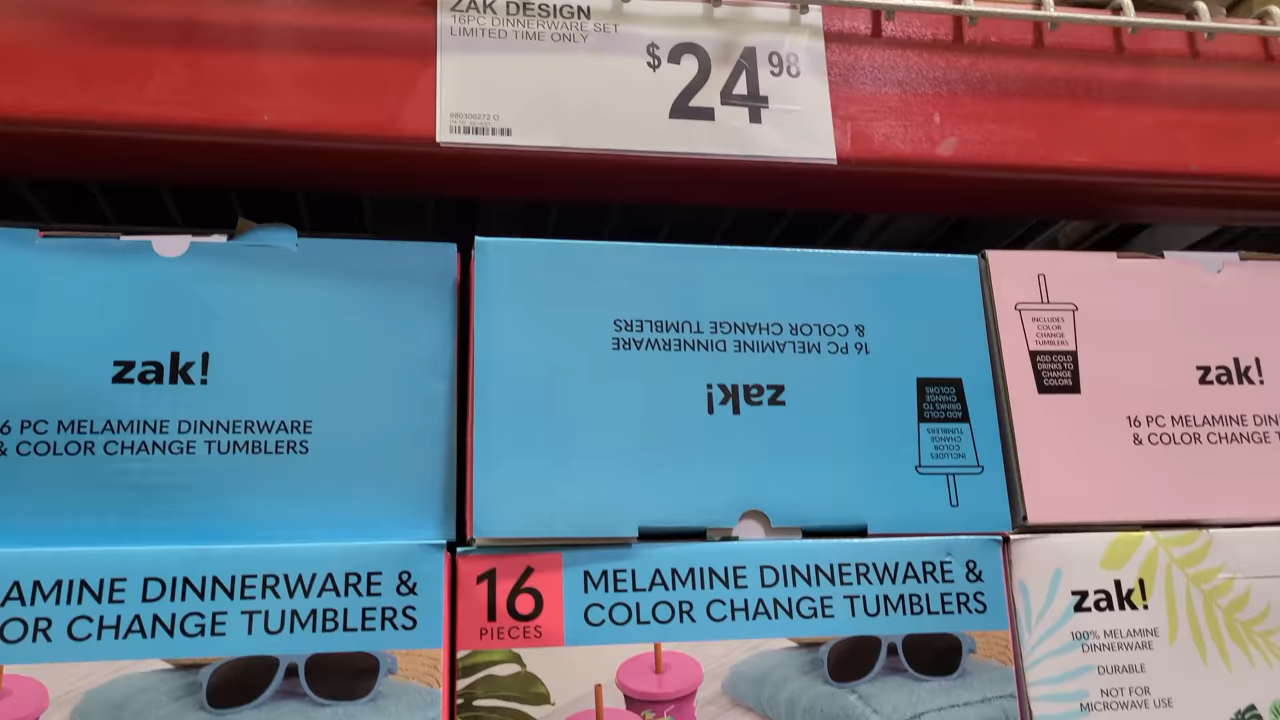 ZAK DESIGN
16PC DINNERWARE SET
LIMITED TIME ONLY
$24 98
980306272 0
zak!
6 PC MELAMINE DINNERWARE
& COLOR CHANGE TUMBLERS
16 PC MELAMINE DINNERWARE
& COLOR CHANGE TUMBLERS
zak!
INCLUDES
COLOR
CHANGE
TUMBLERS
ADD COLD
DRINKS TO
CHANGE
COLORS
INCLUDES
COLOR
CHANGE
TUMBLERS
ADD COLD
DRINKS TO
CHANGE
COLORS
zak!
16 PC MELAMINE DIN
& COLOR CHANGE T
AMINE DINNERWARE &
OR CHANGE TUMBLERS
16
PIECES
MELAMINE DINNERWARE &
COLOR CHANGE TUMBLERS
zak!
100% MELAMINE
DINNERWARE
DURABLE
NOT FOR
MICROWAVE USE